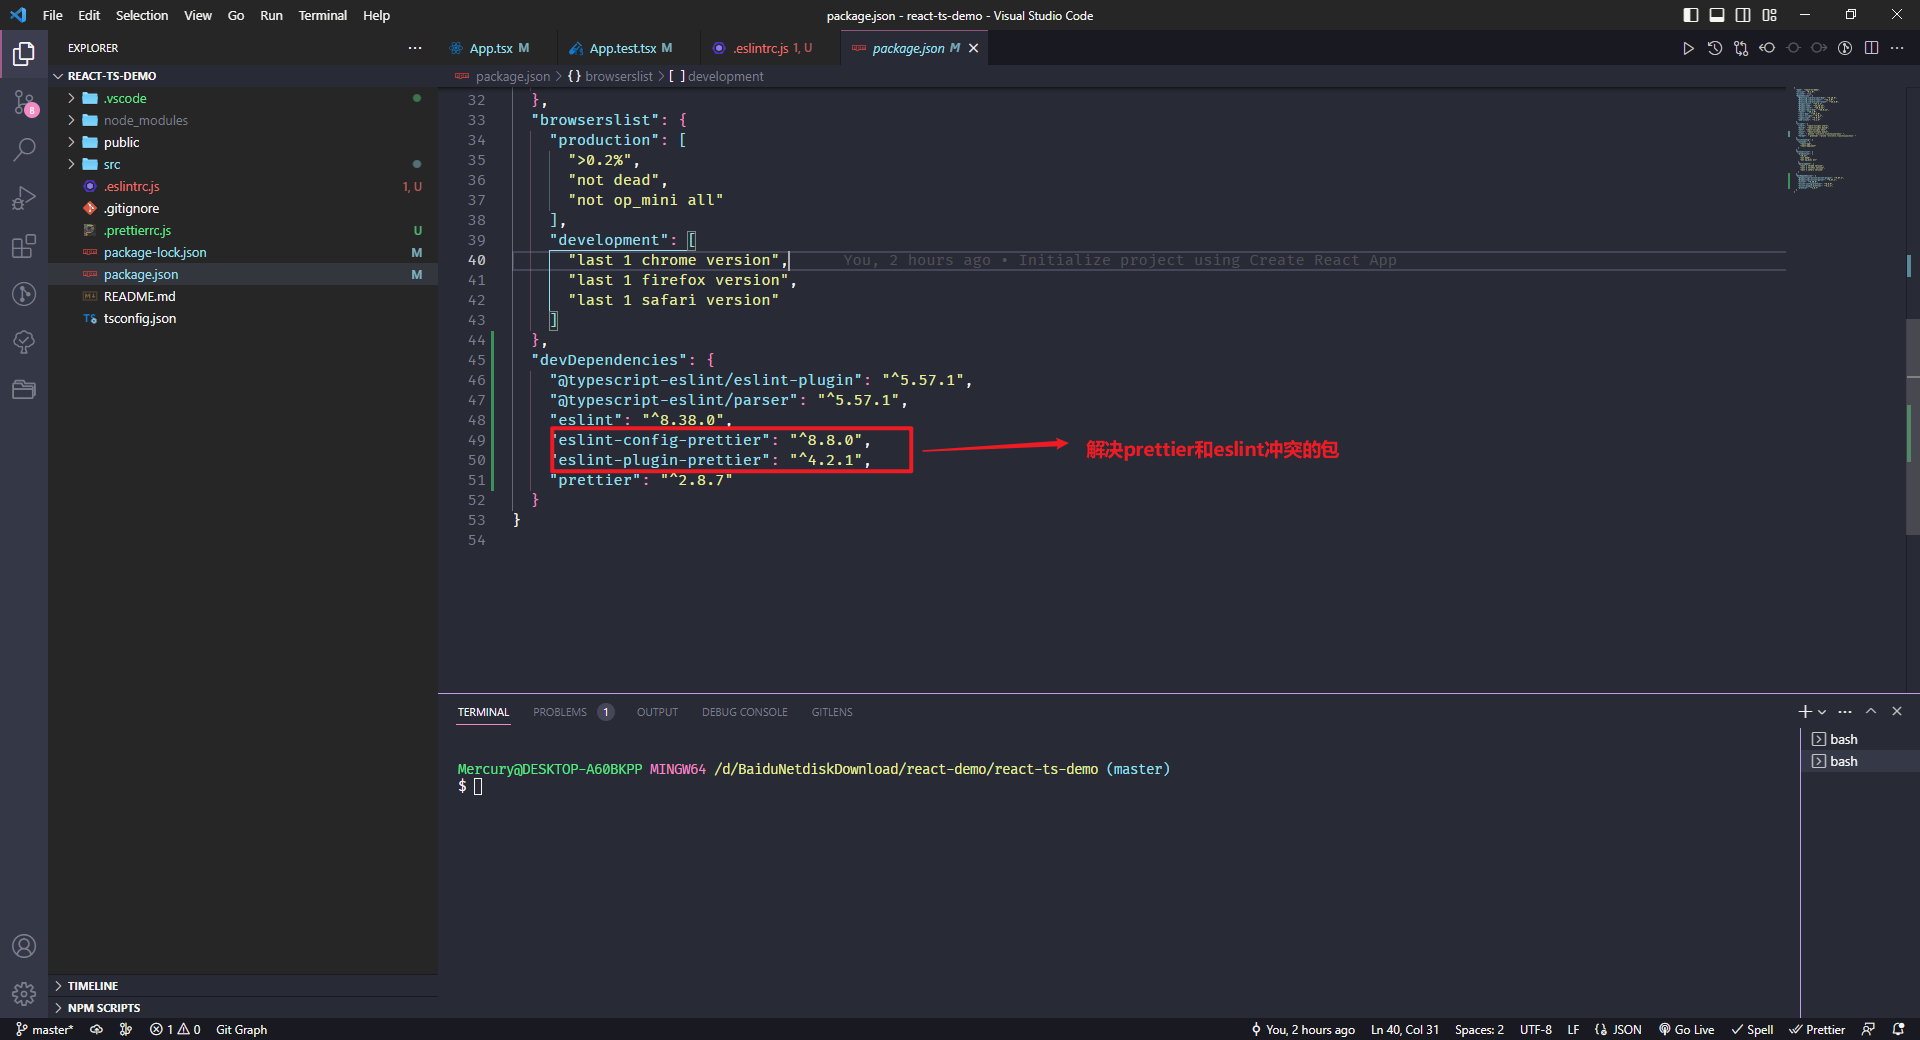 File Edit Selection View Go Run Terminal Help
package.json - react-ts-demo - Visual Studio Code
EXPLORER
App.tsx M
App.test.tsx M
.eslintrc.js 1, U
package.json M
REACT-TS-DEMO
package.json > {} browserslist > [ ] development
.vscode
node_modules
public
src
.eslintrc.js 1, U
.gitignore
.prettierrc.js U
package-lock.json M
package.json M
README.md
tsconfig.json
8
32 },
33 "browserslist": {
34 "production": [
35 ">0.2%",
36 "not dead",
37 "not op_mini all"
38 ],
39 "development": [
40 "last 1 chrome version", You, 2 hours ago • Initialize project using Create React App
41 "last 1 firefox version",
42 "last 1 safari version"
43 ]
44 },
45 "devDependencies": {
46 "@typescript-eslint/eslint-plugin": "^5.57.1",
47 "@typescript-eslint/parser": "^5.57.1",
48 "eslint": "^8.38.0",
49 "eslint-config-prettier": "^8.8.0",
50 "eslint-plugin-prettier": "^4.2.1",
51 "prettier": "^2.8.7"
52 }
53 }
54
解决prettier和eslint冲突的包
TERMINAL PROBLEMS 1 OUTPUT DEBUG CONSOLE GITLENS
Mercury@DESKTOP-A60BKPP MINGW64 /d/BaiduNetdiskDownload/react-demo/react-ts-demo (master)
$
bash
bash
TIMELINE
NPM SCRIPTS
master* 1 0 Git Graph
You, 2 hours ago Ln 40, Col 31 Spaces: 2 UTF-8 LF JSON Go Live Spell Prettier